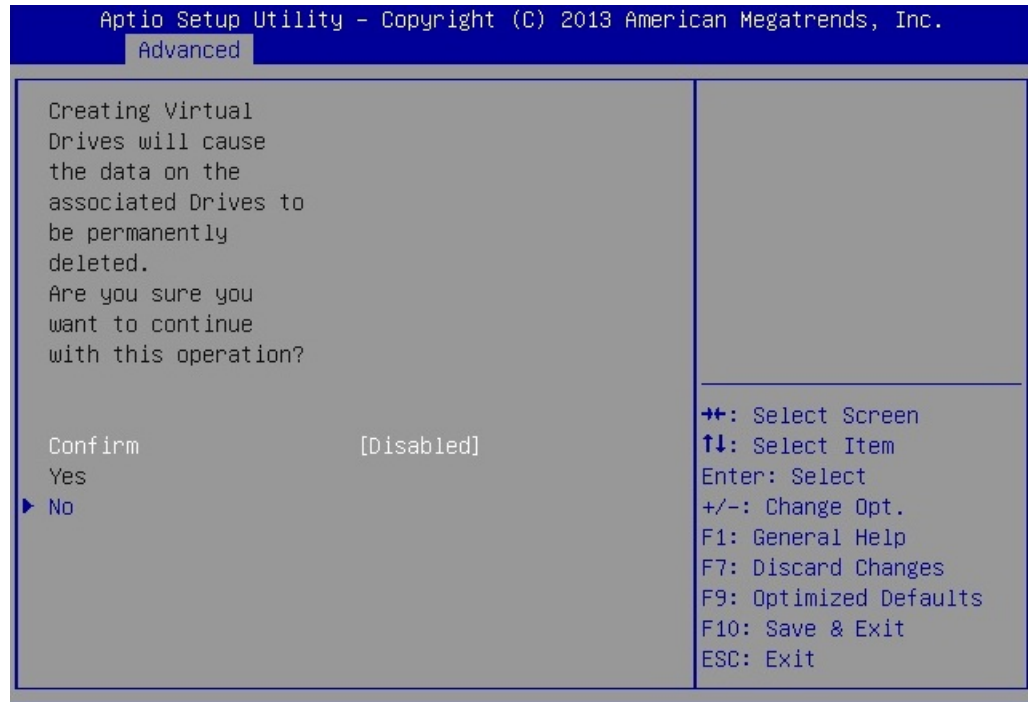 Aptio Setup Utility - Copyright (C) 2013 American Megatrends, Inc.
Advanced
Creating Virtual
Drives will cause
the data on the
associated Drives to
be permanently
deleted.
Are you sure you
want to continue
with this operation?
Confirm [Disabled]
Yes
No
→←: Select Screen
↑↓: Select Item
Enter: Select
+/-: Change Opt.
F1: General Help
F7: Discard Changes
F9: Optimized Defaults
F10: Save & Exit
ESC: Exit